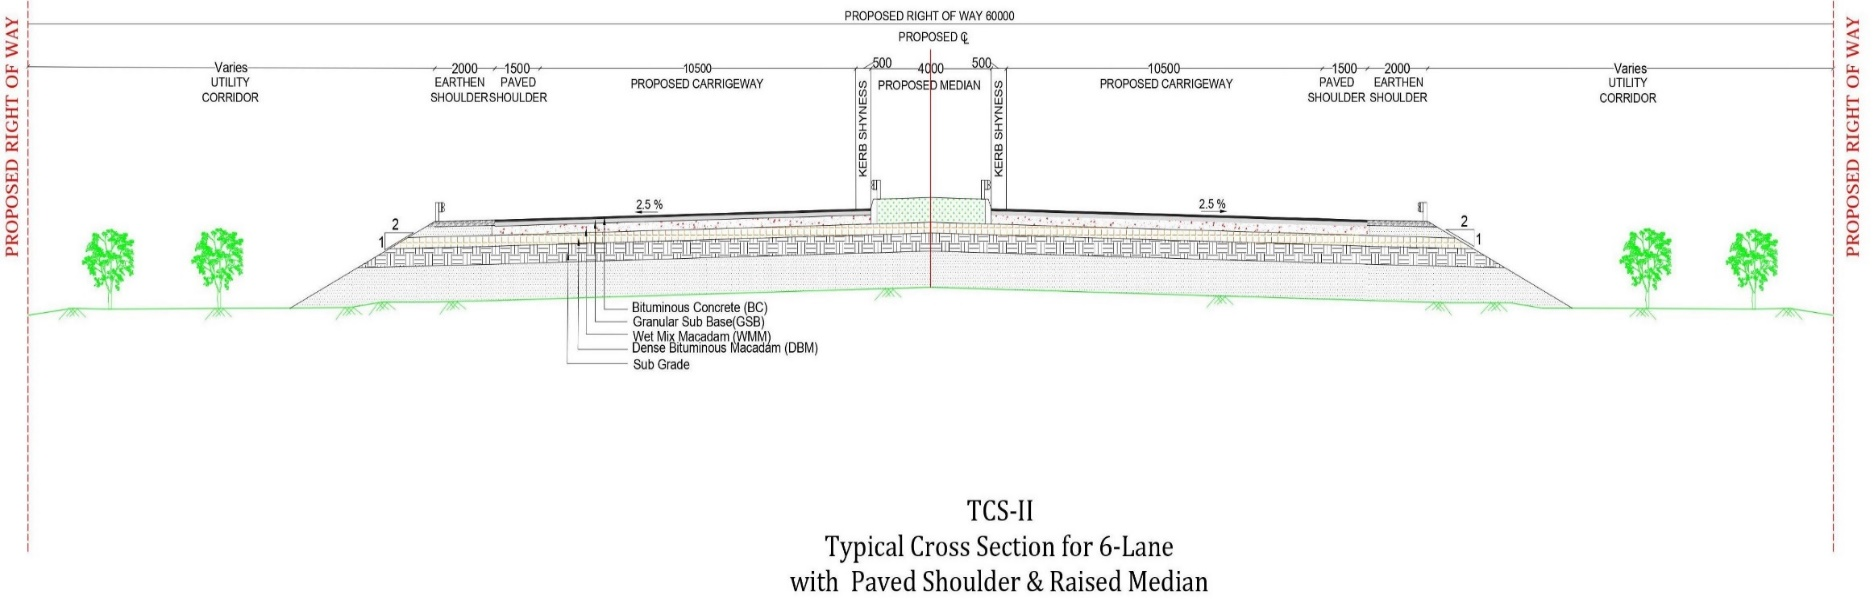 PROPOSED RIGHT OF WAY 60000
PROPOSED ℄
Varies
UTILITY
CORRIDOR
2000
EARTHEN
SHOULDER
1500
PAVED
SHOULDER
10500
PROPOSED CARRIGEWAY
500
KERB SHYNESS
4000
PROPOSED MEDIAN
500
KERB SHYNESS
10500
PROPOSED CARRIGEWAY
1500
PAVED
SHOULDER
2000
EARTHEN
SHOULDER
Varies
UTILITY
CORRIDOR
PROPOSED RIGHT OF WAY
PROPOSED RIGHT OF WAY
2.5 %
2.5 %
2
1
2
1
Bituminous Concrete (BC)
Granular Sub Base(GSB)
Wet Mix Macadam (WMM)
Dense Bituminous Macadam (DBM)
Sub Grade
TCS-II
Typical Cross Section for 6-Lane
with Paved Shoulder & Raised Median